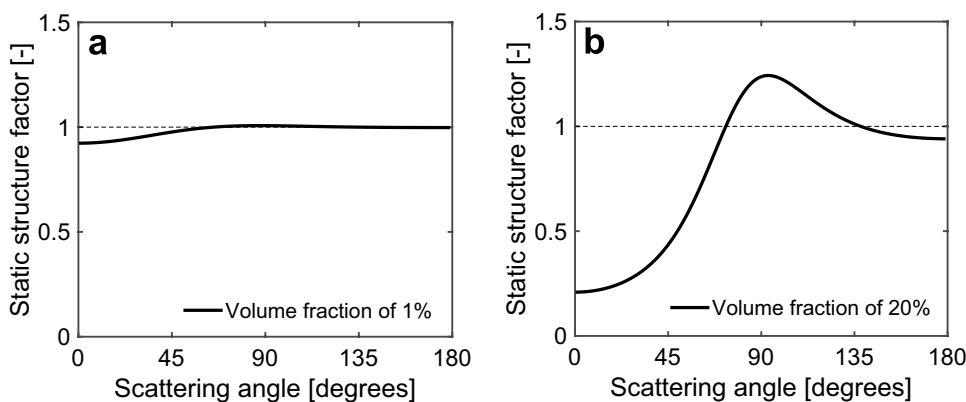 a
Static structure factor [-]
1.5
1
0.5
0
Volume fraction of 1%
0 45 90 135 180
Scattering angle [degrees]
b
Static structure factor [-]
1.5
1
0.5
0
Volume fraction of 20%
0 45 90 135 180
Scattering angle [degrees]